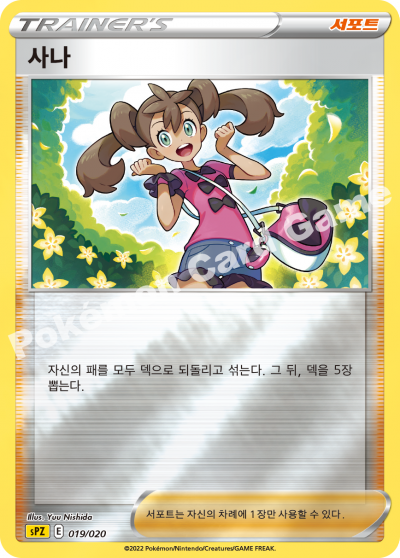 TRAINER'S
서포트
사나
Pokémon Card Game
자신의 패를 모두 덱으로 되돌리고 섞는다. 그 뒤, 덱을 5장
뽑는다.
Illus. Yuu Nishida
sPZ E 019/020
서포트는 자신의 차례에 1장만 사용할 수 있다.
©2022 Pokémon/Nintendo/Creatures/GAME FREAK.